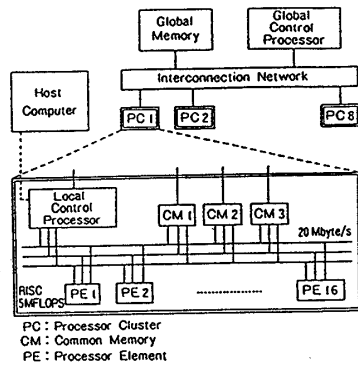 Global
Memory
Global
Control
Processor
Interconnection Network
Host
Computer
PC 1
PC 2
PC 8
Local
Control
Processor
CM 1
CM 2
CM 3
20 Mbyte/s
RISC
5MFLOPS
PE 1
PE 2
PE 16
PC : Processor Cluster
CM : Common Memory
PE : Processor Element